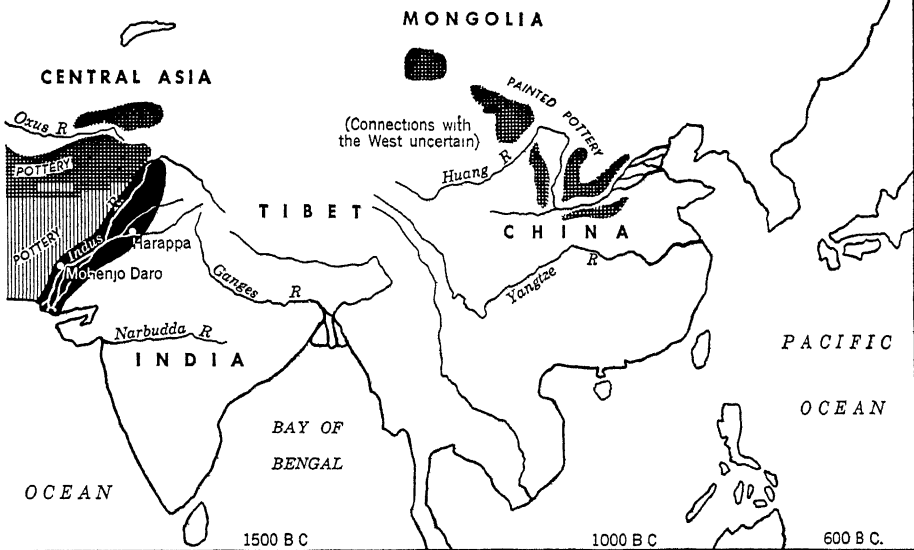 MONGOLIA
CENTRAL ASIA
PAINTED POTTERY
Oxus R
(Connections with
the West uncertain)
Huang R
POTTERY
TIBET
CHINA
POTTERY
Indus R
Harappa
Mohenjo Daro
Ganges R
Yangtze R
Narbudda R
INDIA
PACIFIC
OCEAN
BAY OF
BENGAL
OCEAN
1500 B C
1000 B C
600 B C.